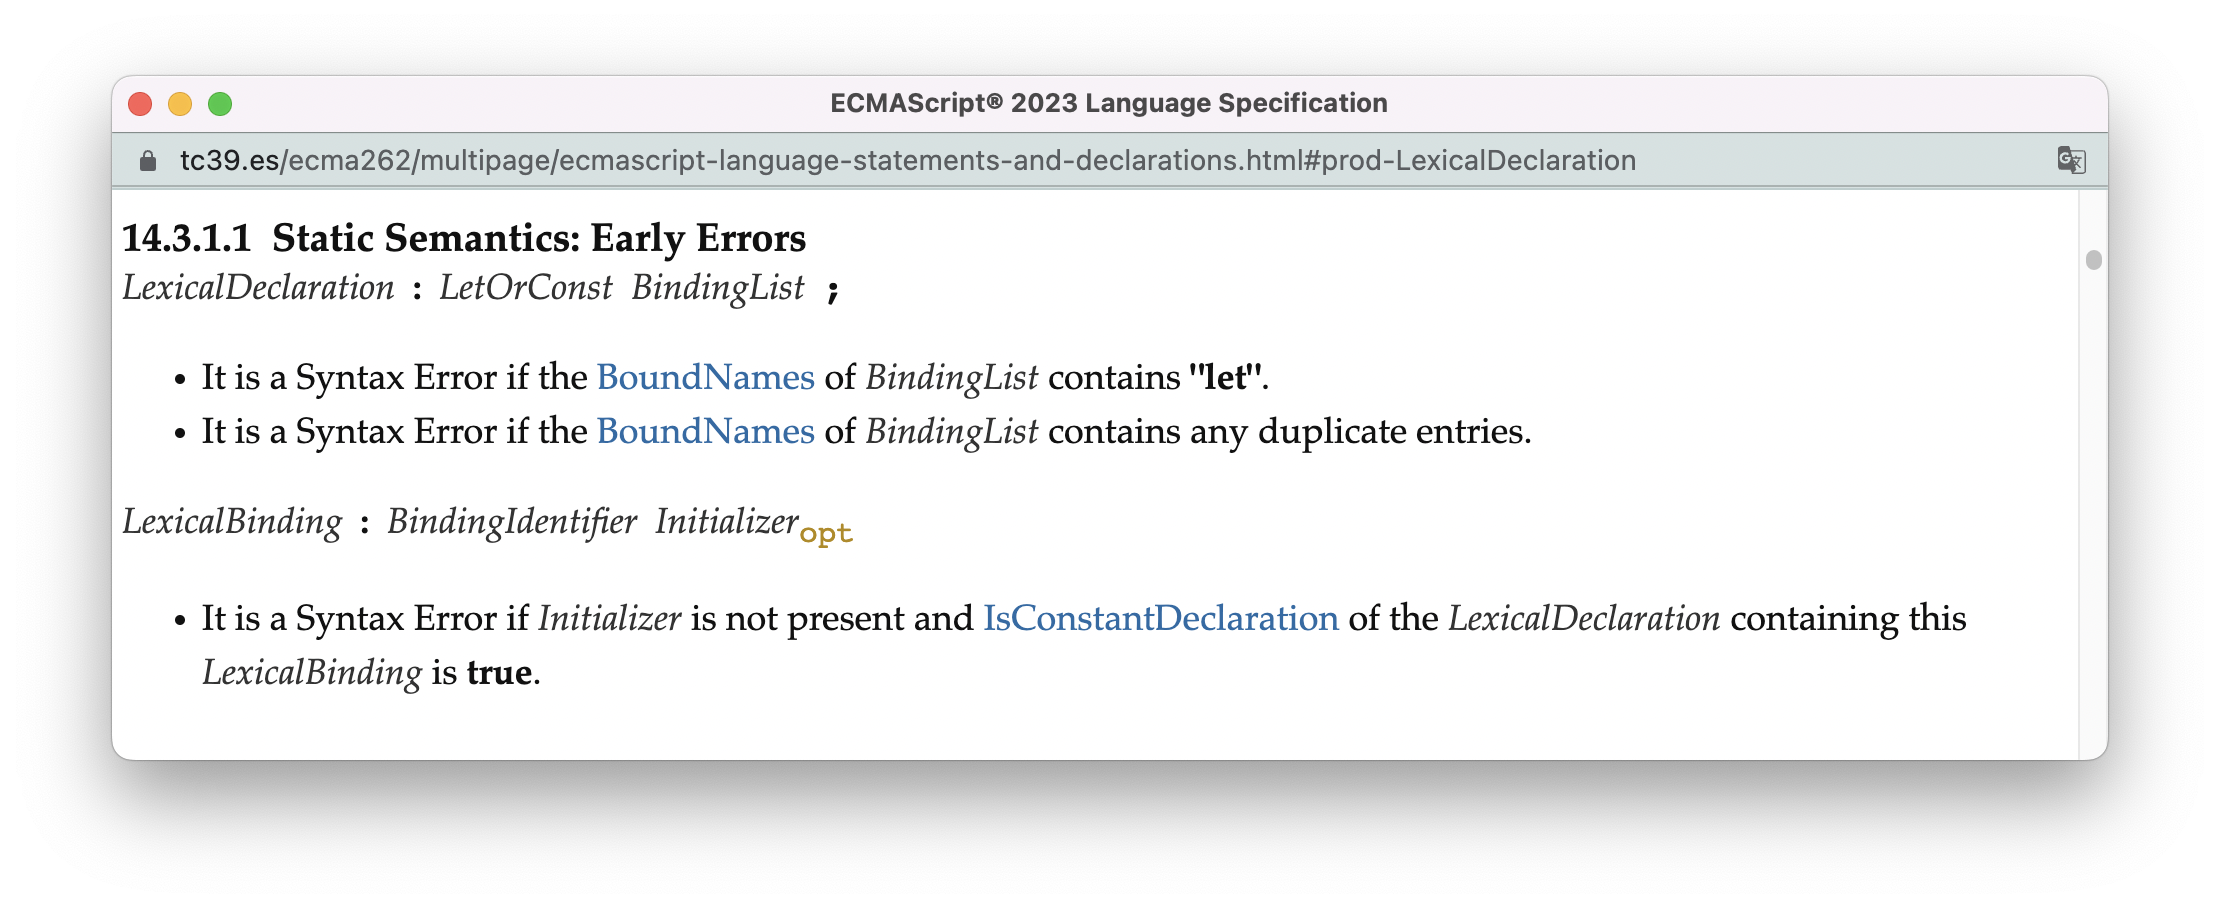 ECMAScript® 2023 Language Specification
tc39.es/ecma262/multipage/ecmascript-language-statements-and-declarations.html#prod-LexicalDeclaration
14.3.1.1 Static Semantics: Early Errors
LexicalDeclaration : LetOrConst BindingList ;
• It is a Syntax Error if the BoundNames of BindingList contains "let".
• It is a Syntax Error if the BoundNames of BindingList contains any duplicate entries.
LexicalBinding : BindingIdentifier Initializer opt
• It is a Syntax Error if Initializer is not present and IsConstantDeclaration of the LexicalDeclaration containing this
LexicalBinding is true.